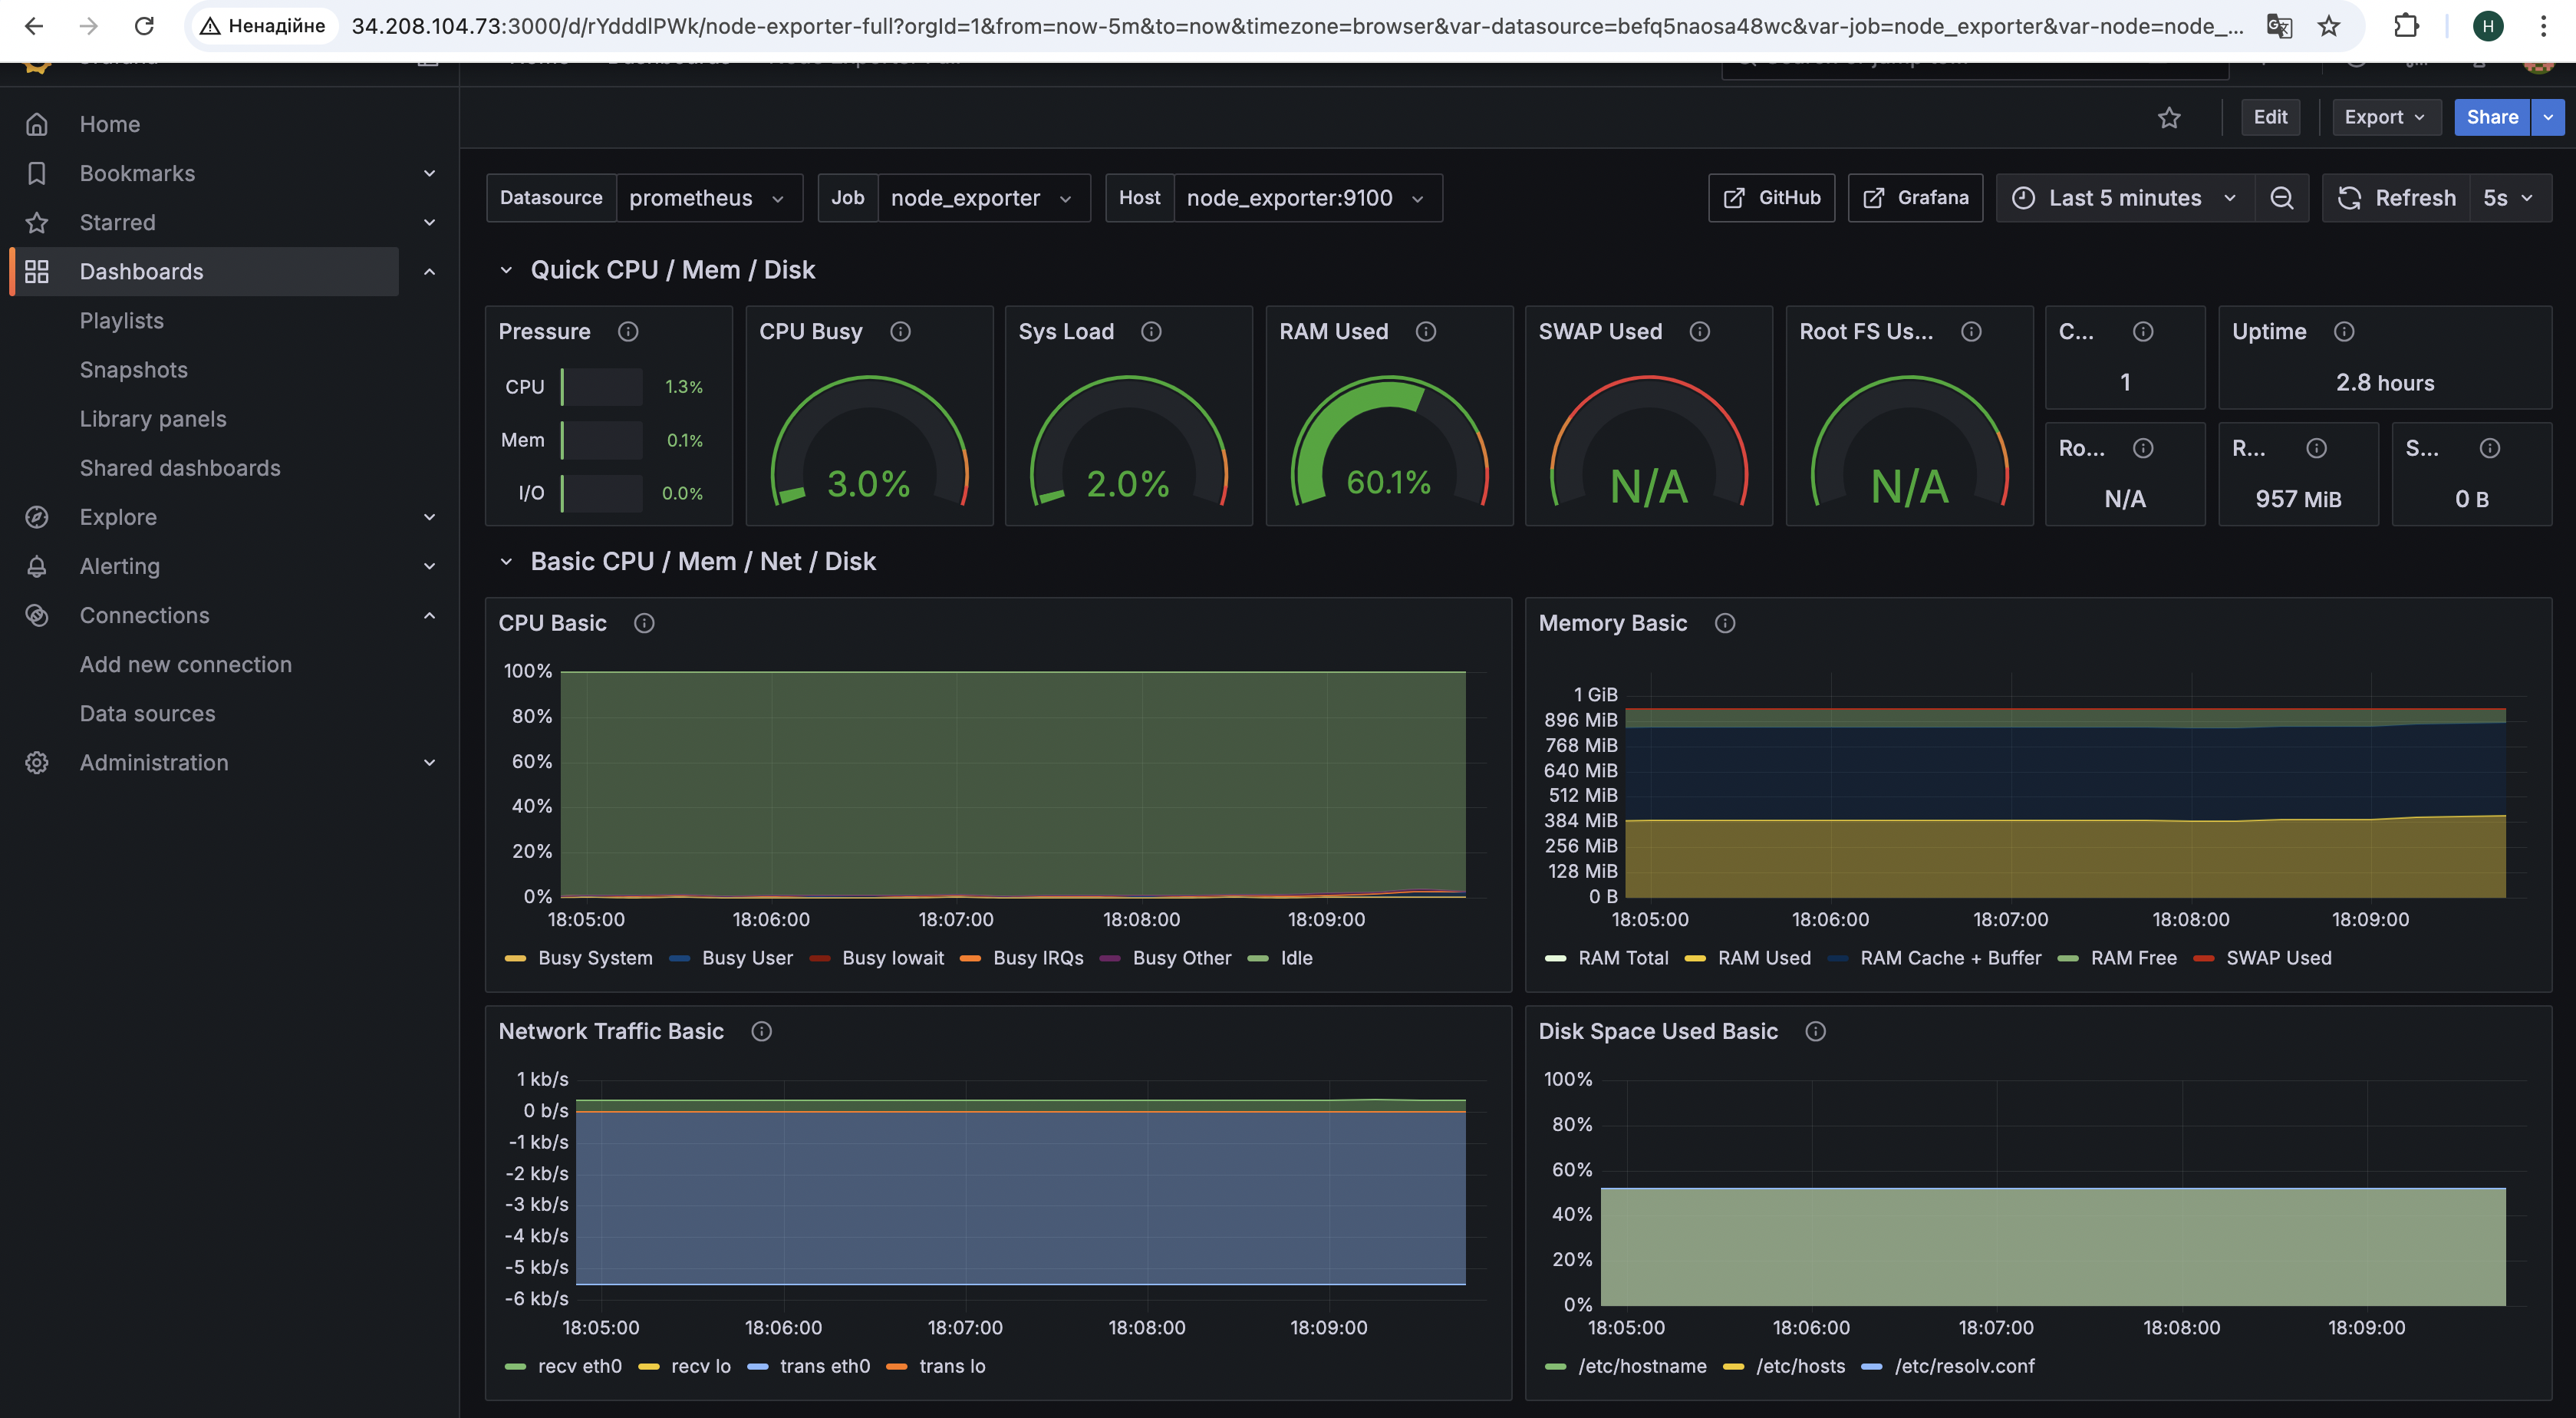 Ненадійне 34.208.104.73:3000/d/rYdddlPWk/node-exporter-full?orgId=1&from=now-5m&to=now&timezone=browser&var-datasource=befq5naosa48wc&var-job=node_exporter&var-node=node_... H
Home
Bookmarks
Starred
Dashboards
Playlists
Snapshots
Library panels
Shared dashboards
Explore
Alerting
Connections
Add new connection
Data sources
Administration
Edit Export Share
Datasource prometheus Job node_exporter Host node_exporter:9100 GitHub Grafana Last 5 minutes Refresh 5s
Quick CPU / Mem / Disk
Pressure
CPU 1.3%
Mem 0.1%
I/O 0.0%
CPU Busy
3.0%
Sys Load
2.0%
RAM Used
60.1%
SWAP Used
N/A
Root FS Us...
N/A
C...
1
Uptime
2.8 hours
Ro...
N/A
R...
957 MiB
S...
0 B
Basic CPU / Mem / Net / Disk
CPU Basic
100%
80%
60%
40%
20%
0%
18:05:00 18:06:00 18:07:00 18:08:00 18:09:00
Busy System Busy User Busy Iowait Busy IRQs Busy Other Idle
Memory Basic
1 GiB
896 MiB
768 MiB
640 MiB
512 MiB
384 MiB
256 MiB
128 MiB
0 B
18:05:00 18:06:00 18:07:00 18:08:00 18:09:00
RAM Total RAM Used RAM Cache + Buffer RAM Free SWAP Used
Network Traffic Basic
1 kb/s
0 b/s
-1 kb/s
-2 kb/s
-3 kb/s
-4 kb/s
-5 kb/s
-6 kb/s
18:05:00 18:06:00 18:07:00 18:08:00 18:09:00
recv eth0 recv lo trans eth0 trans lo
Disk Space Used Basic
100%
80%
60%
40%
20%
0%
18:05:00 18:06:00 18:07:00 18:08:00 18:09:00
/etc/hostname /etc/hosts /etc/resolv.conf